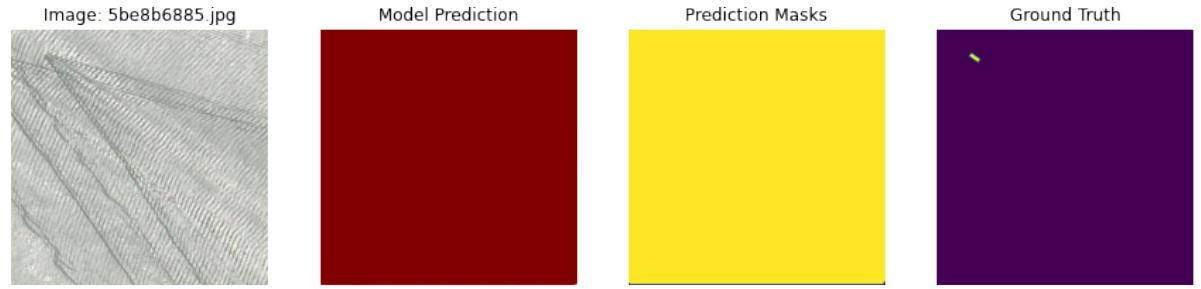 Image: 5be8b6885.jpg
Model Prediction
Prediction Masks
Ground Truth